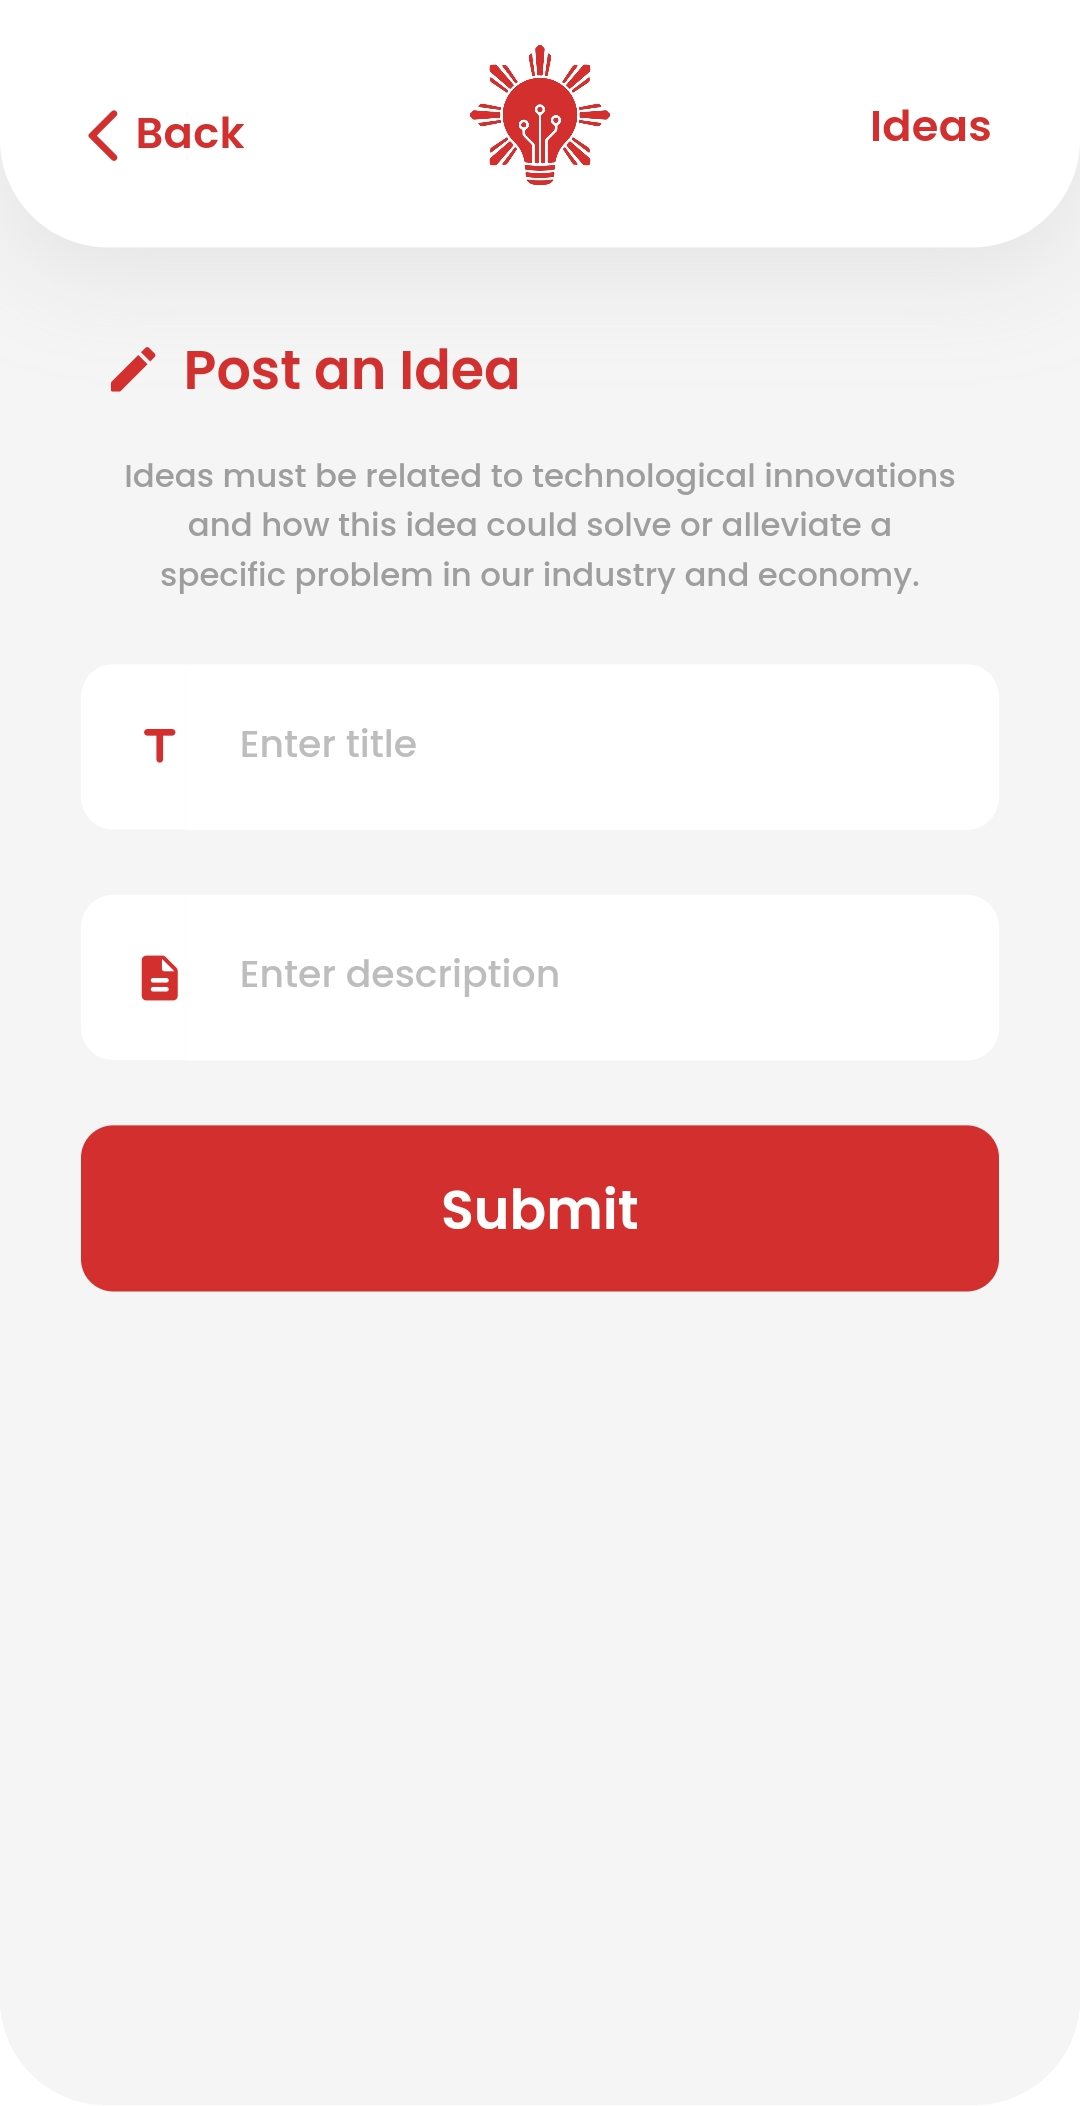 Back
Ideas
Post an Idea
Ideas must be related to technological innovations
and how this idea could solve or alleviate a
specific problem in our industry and economy.
Enter title
Enter description
Submit